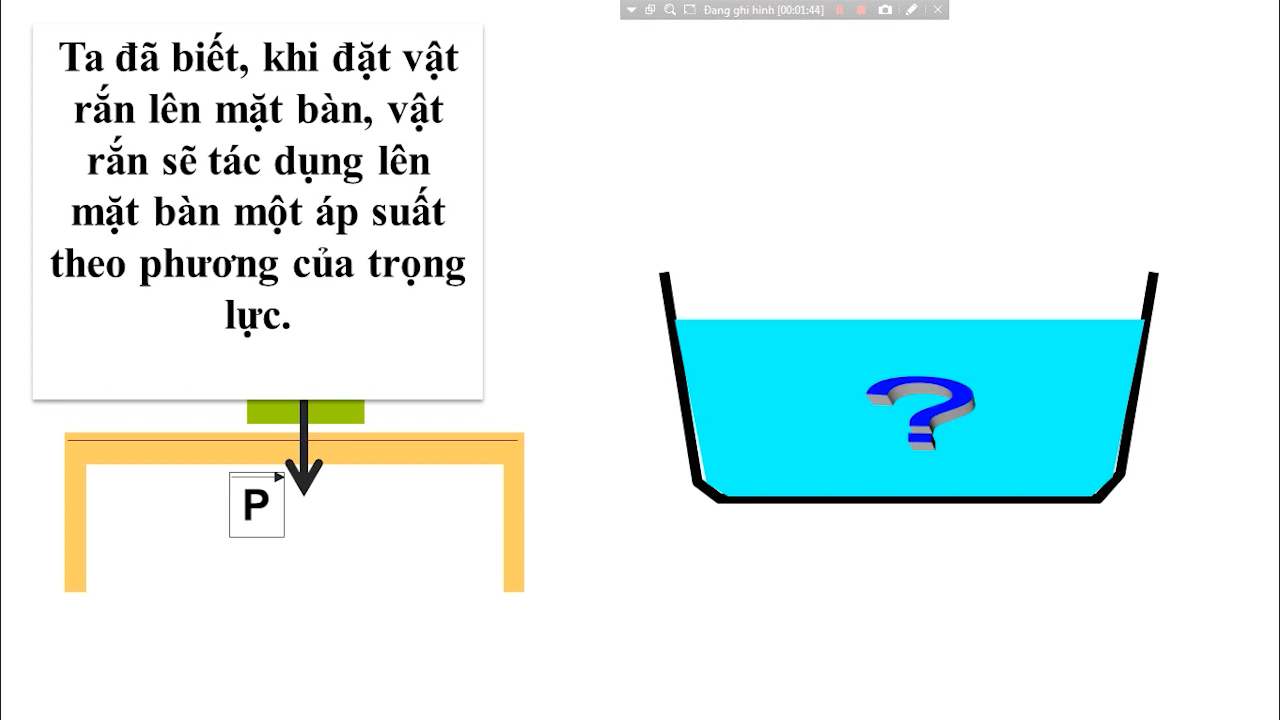 Đang ghi hình [00:01:44]
Ta đã biết, khi đặt vật
rắn lên mặt bàn, vật
rắn sẽ tác dụng lên
mặt bàn một áp suất
theo phương của trọng
lực.
?
P